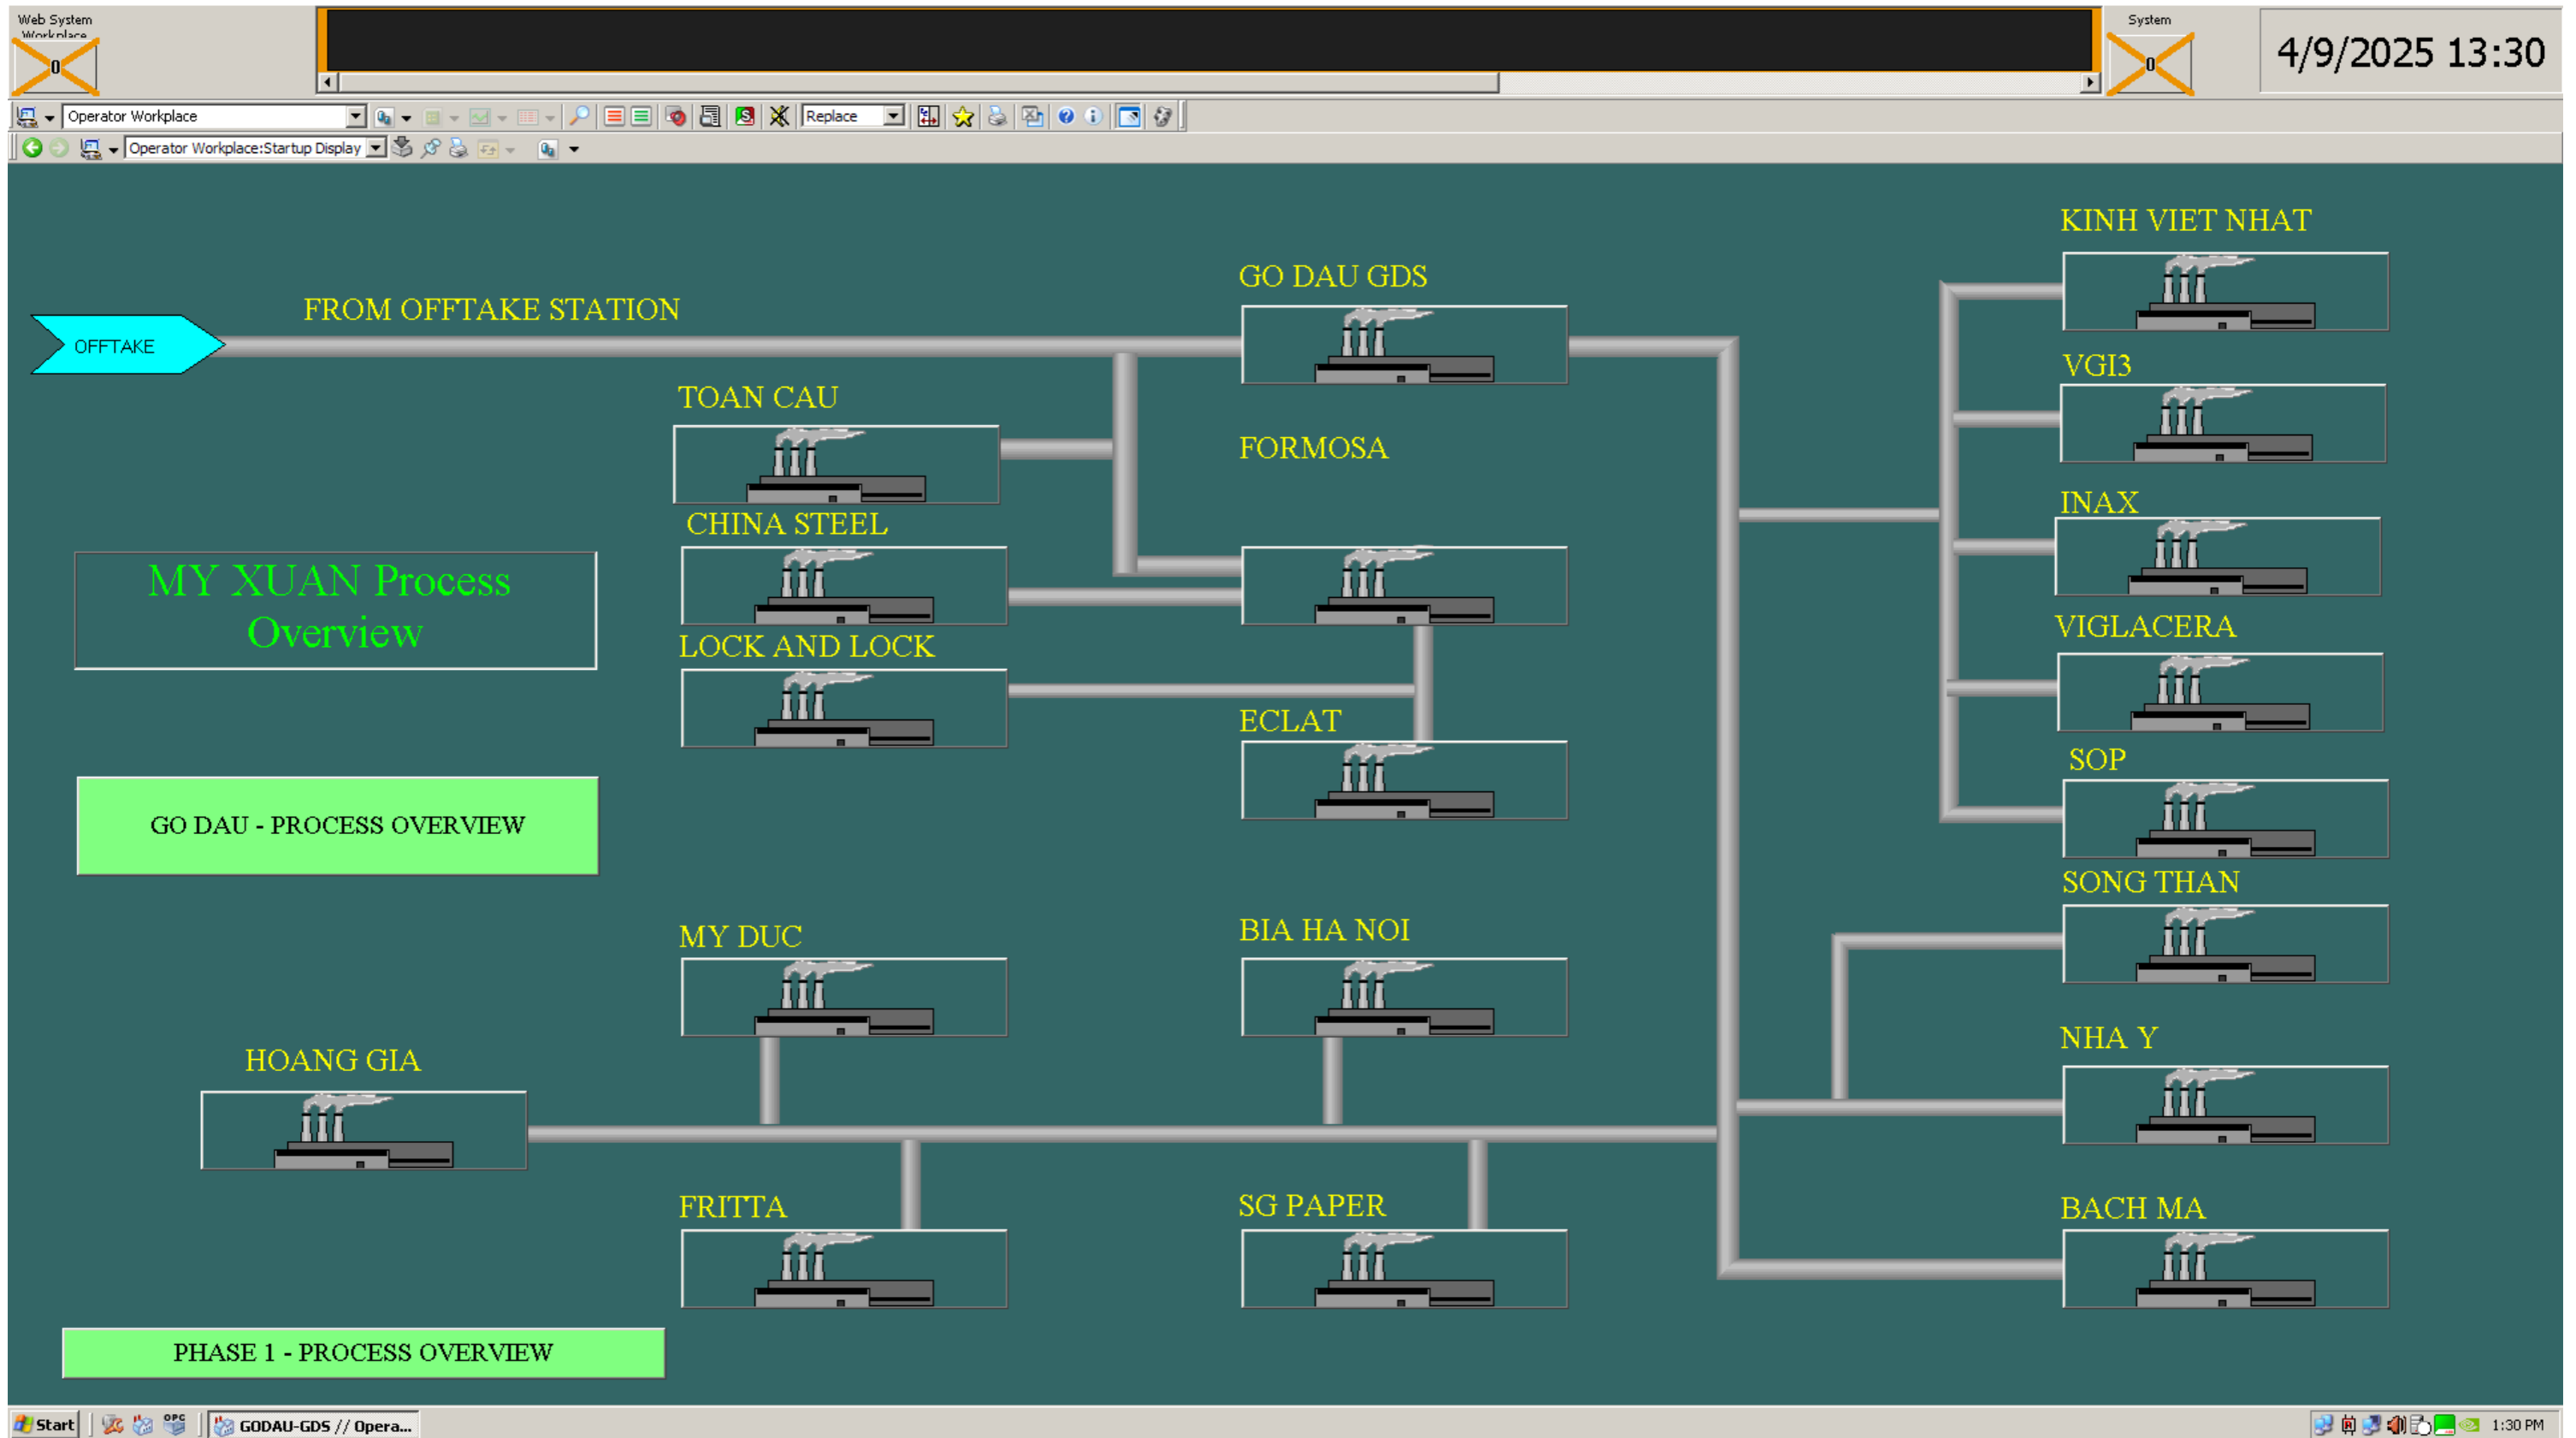 Web System
Workplace
0
System
0
4/9/2025 13:30
Operator Workplace
Replace
Operator Workplace:Startup Display
KINH VIET NHAT
GO DAU GDS
FROM OFFTAKE STATION
OFFTAKE
VGI3
TOAN CAU
FORMOSA
INAX
CHINA STEEL
MY XUAN Process
Overview
VIGLACERA
LOCK AND LOCK
ECLAT
SOP
GO DAU - PROCESS OVERVIEW
SONG THAN
MY DUC
BIA HA NOI
NHA Y
HOANG GIA
FRITTA
SG PAPER
BACH MA
PHASE 1 - PROCESS OVERVIEW
Start
OPC
GODAU-GDS // Opera...
1:30 PM